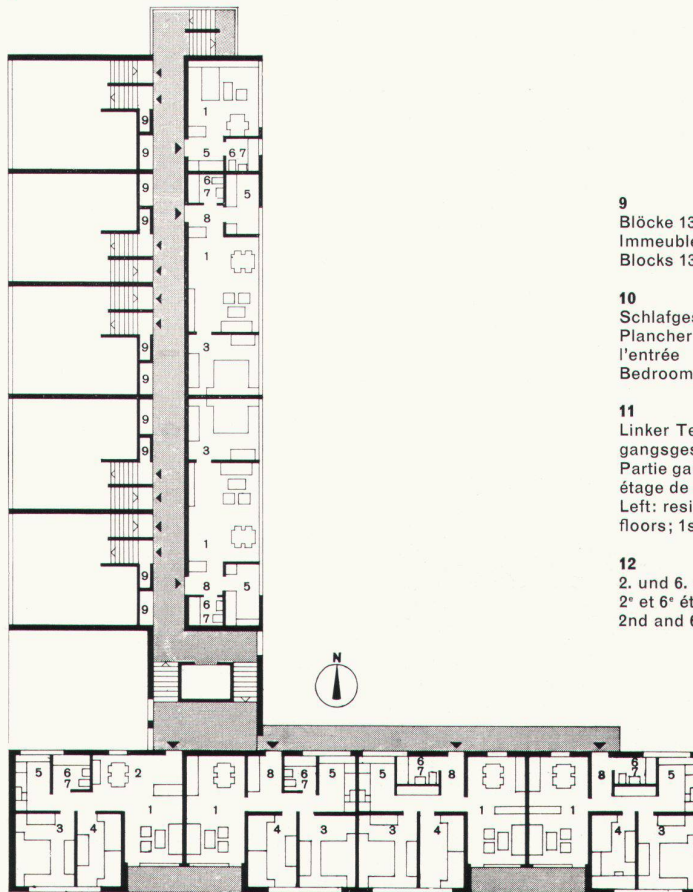 1
9
9 5 6 7
9 6 5
7
9 8
1
9 3
9
9
9 3
1
9 8 5
9 6
7
N
5 6 7 2 8 6 7 5 5 6 7 8 8 6 7 5
1 1 1 1
3 4 4 3 3 4 4 3
9
Blöcke 13
Immeuble
Blocks 13
10
Schlafges
Plancher
l'entrée
Bedroom
11
Linker Te
gangsges
Partie ga
étage de
Left: resi
floors; 1s
12
2. und 6.
2e et 6e ét
2nd and 6